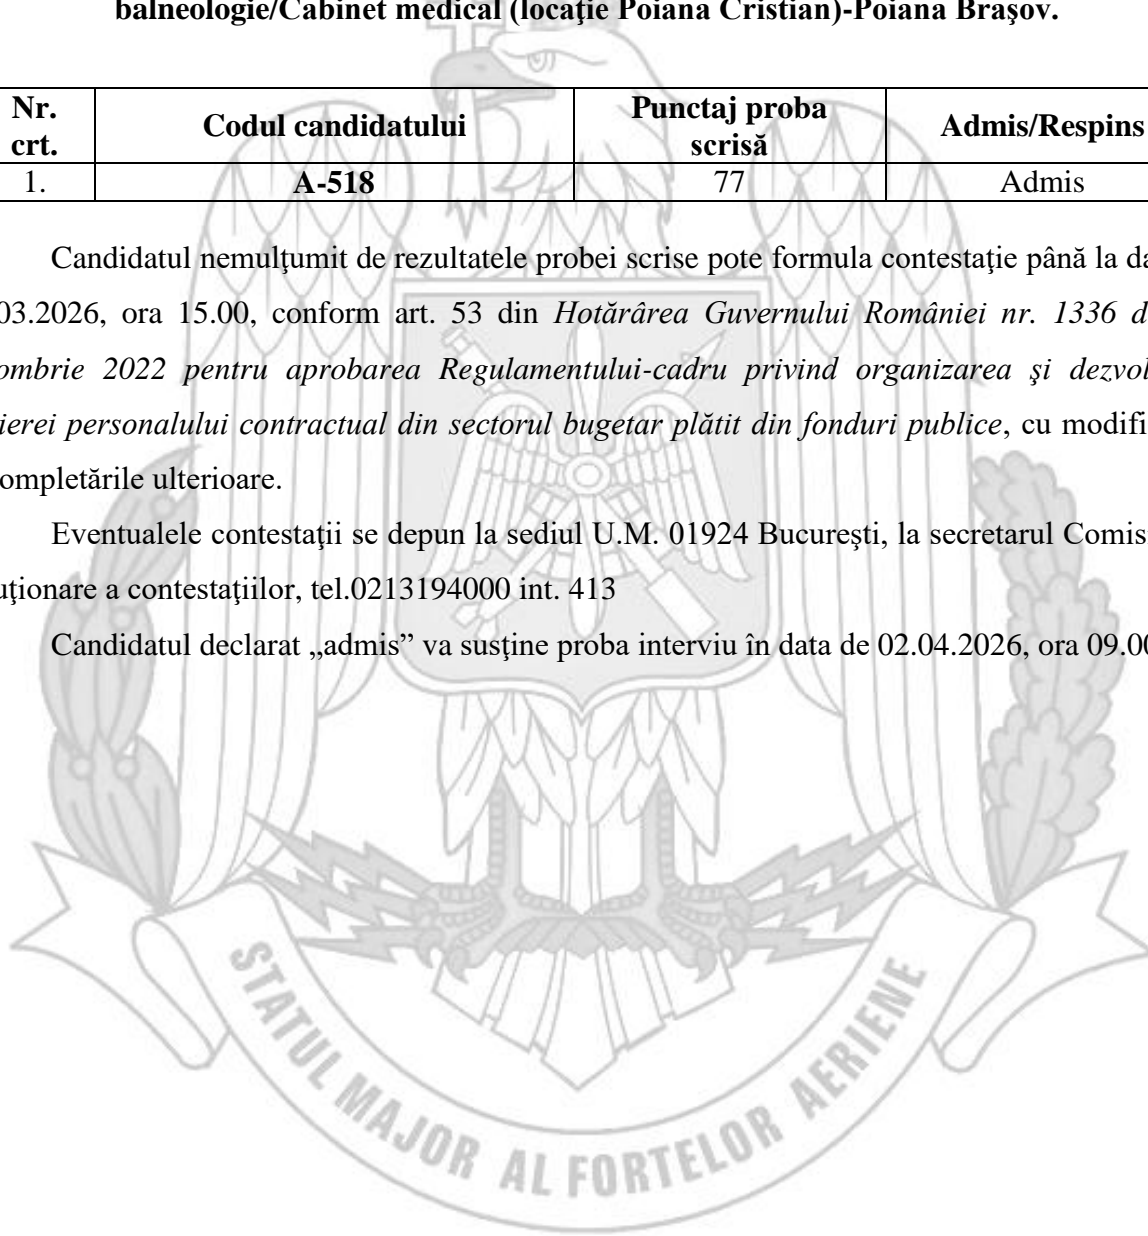 balneologie/Cabinet medical (locaţie Poiana Cristian)-Poiana Braşov.
Nr. crt. Codul candidatului Punctaj proba scrisă Admis/Respins
1. A-518 77 Admis
Candidatul nemulţumit de rezultatele probei scrise pote formula contestaţie până la da
03.2026, ora 15.00, conform art. 53 din Hotărârea Guvernului României nr. 1336 d
ombrie 2022 pentru aprobarea Regulamentului-cadru privind organizarea şi dezvol
ierei personalului contractual din sectorul bugetar plătit din fonduri publice, cu modifi
ompletările ulterioare.
Eventualele contestaţii se depun la sediul U.M. 01924 Bucureşti, la secretarul Comis
uţionare a contestaţiilor, tel.0213194000 int. 413
Candidatul declarat „admis” va susţine proba interviu în data de 02.04.2026, ora 09.00
STATUL MAJOR AL FORTELOR AERIENE